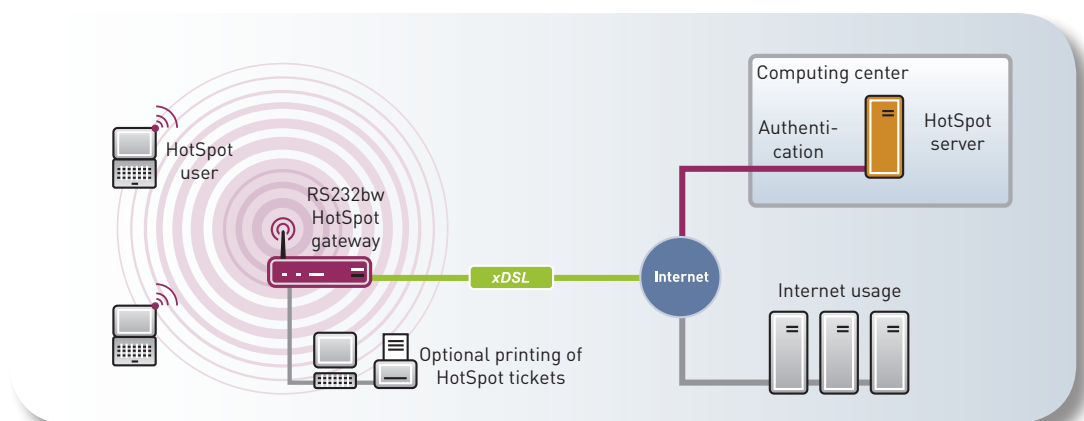 Computing center
Authenti-
cation
HotSpot
server
HotSpot
user
RS232bw
HotSpot
gateway
xDSL
Internet
Internet usage
Optional printing of
HotSpot tickets